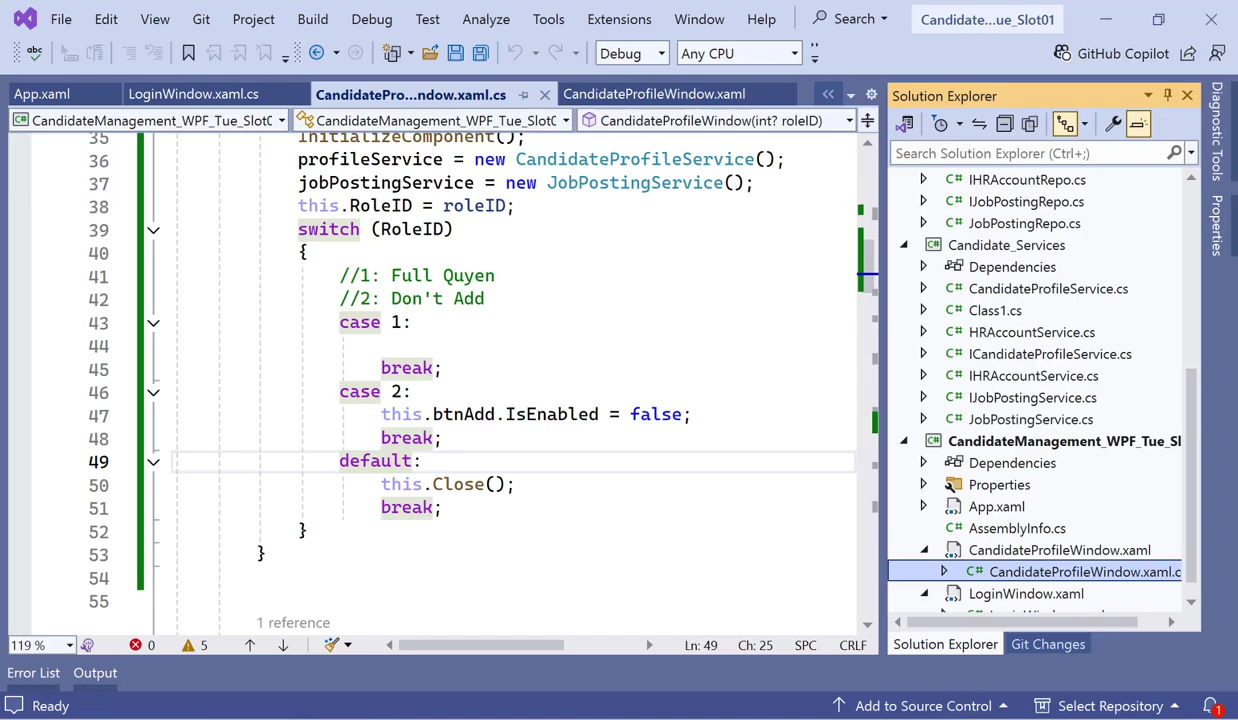 File Edit View Git Project Build Debug Test Analyze Tools Extensions Window Help Search Candidate...ue_Slot01
abc Debug Any CPU GitHub Copilot
App.xaml LoginWindow.xaml.cs CandidatePro...ndow.xaml.cs CandidateProfileWindow.xaml
CandidateManagement_WPF_Tue_SlotC CandidateManagement_WPF_Tue_SlotC CandidateProfileWindow(int? roleID)
35 InitializeComponent();
36 profileService = new CandidateProfileService();
37 jobPostingService = new JobPostingService();
38 this.RoleID = roleID;
39 switch (RoleID)
40 {
41 //1: Full Quyen
42 //2: Don't Add
43 case 1:
44
45 break;
46 case 2:
47 this.btnAdd.IsEnabled = false;
48 break;
49 default:
50 this.Close();
51 break;
52 }
53 }
54
55
1 reference
119 % 0 5 Ln: 49 Ch: 25 SPC CRLF
Solution Explorer
Search Solution Explorer (Ctrl+;)
IHRAccountRepo.cs
IJobPostingRepo.cs
JobPostingRepo.cs
Candidate_Services
Dependencies
CandidateProfileService.cs
Class1.cs
HRAccountService.cs
ICandidateProfileService.cs
IHRAccountService.cs
IJobPostingService.cs
JobPostingService.cs
CandidateManagement_WPF_Tue_Sl
Dependencies
Properties
App.xaml
AssemblyInfo.cs
CandidateProfileWindow.xaml
CandidateProfileWindow.xaml.c
LoginWindow.xaml
Solution Explorer Git Changes
Diagnostic Tools
Properties
Error List Output
Ready Add to Source Control Select Repository 1